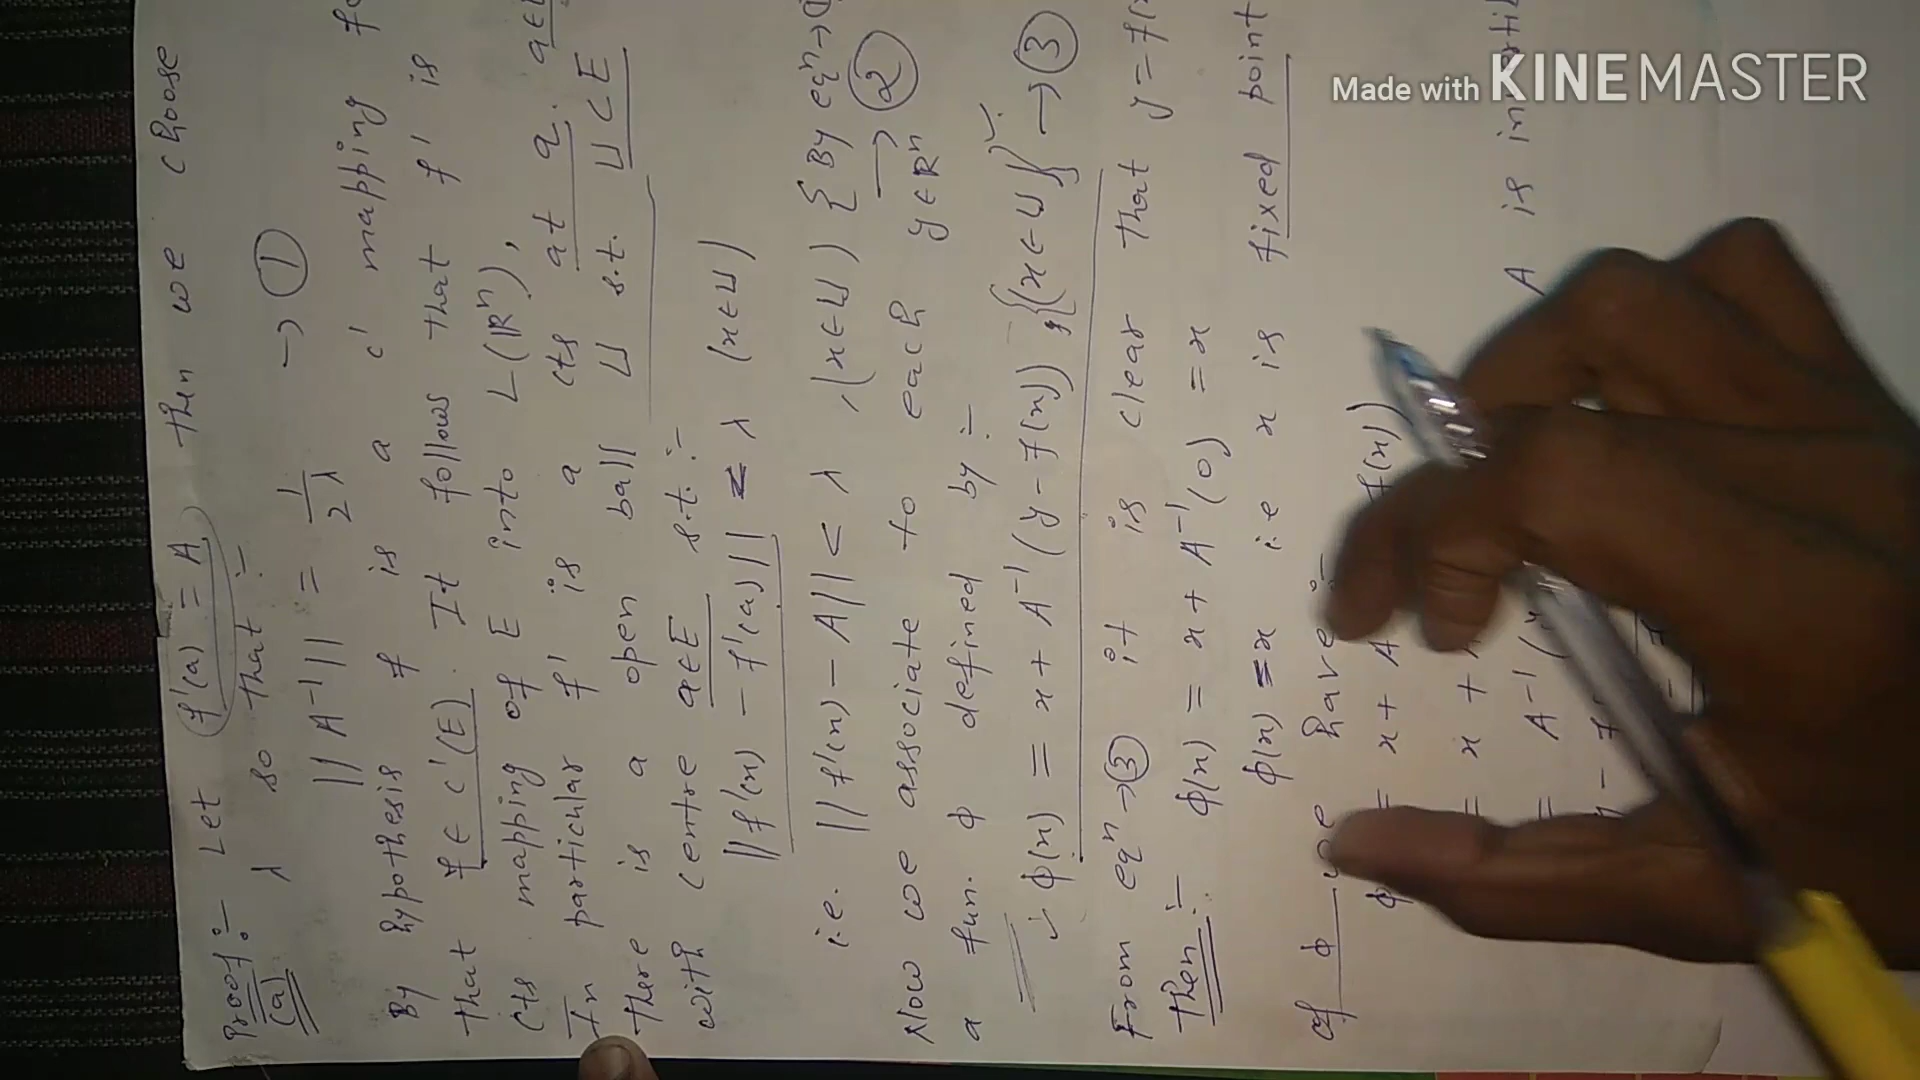 Proof:- Let f'(a) = A then we choose
(a) λ so that :-
||A⁻¹|| = 1/2λ → ①
By hypothesis f is a c' mapping
that f ∈ c'(E). It follows that f' is
cts mapping of E into L(ℝⁿ),
In particular f' is a cts at a. a∈
there is a open ball U s.t. U⊂E
with centre a∈E s.t. :-
||f'(x) - f'(a)|| < λ (x∈U)
i.e. ||f'(x) - A|| < λ , (x∈U) {By eqⁿ→
→ ②
Now we associate to each y∈ℝⁿ
a fun. φ defined by :-
∴ φ(x) = x + A⁻¹(y - f(x)), {(x∈U)} → ③
From eqⁿ→③ it is clear that y = f(
then :- φ(x) = x + A⁻¹(0) = x
φ(x) = x i.e x is fixed point
of φ we have :-
= x + A f(x)
= x +
= A⁻¹(
A is
Made with KINEMASTER